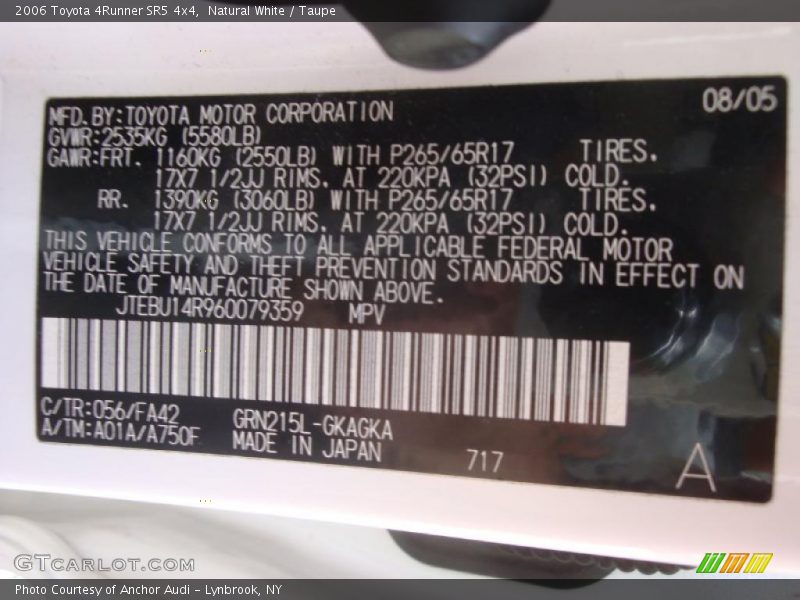 2006 Toyota 4Runner SR5 4x4, Natural White / Taupe
08/05
MFD.BY:TOYOTA MOTOR CORPORATION
GVWR:2535KG (5580LB)
GAWR:FRT. 1160KG (2550LB) WITH P265/65R17 TIRES.
17X7 1/2JJ RIMS. AT 220KPA (32PSI) COLD.
RR. 1390KG (3060LB) WITH P265/65R17 TIRES.
17X7 1/2JJ RIMS. AT 220KPA (32PSI) COLD.
THIS VEHICLE CONFORMS TO ALL APPLICABLE FEDERAL MOTOR
VEHICLE SAFETY AND THEFT PREVENTION STANDARDS IN EFFECT ON
THE DATE OF MANUFACTURE SHOWN ABOVE.
JTEBU14R960079359 MPV
C/TR:056/FA42 GRN215L-GKAGKA
A/TM:A01A/A750F MADE IN JAPAN 717 A
GTCARLOT.COM
Photo Courtesy of Anchor Audi - Lynbrook, NY